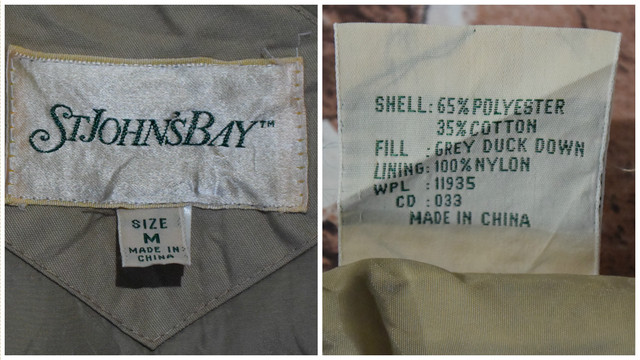 ST.JOHN'SBAY™
SIZE
M
MADE IN
CHINA
SHELL: 65% POLYESTER
35% COTTON
FILL : GREY DUCK DOWN
LINING: 100% NYLON
WPL : 11935
CD : 033
MADE IN CHINA